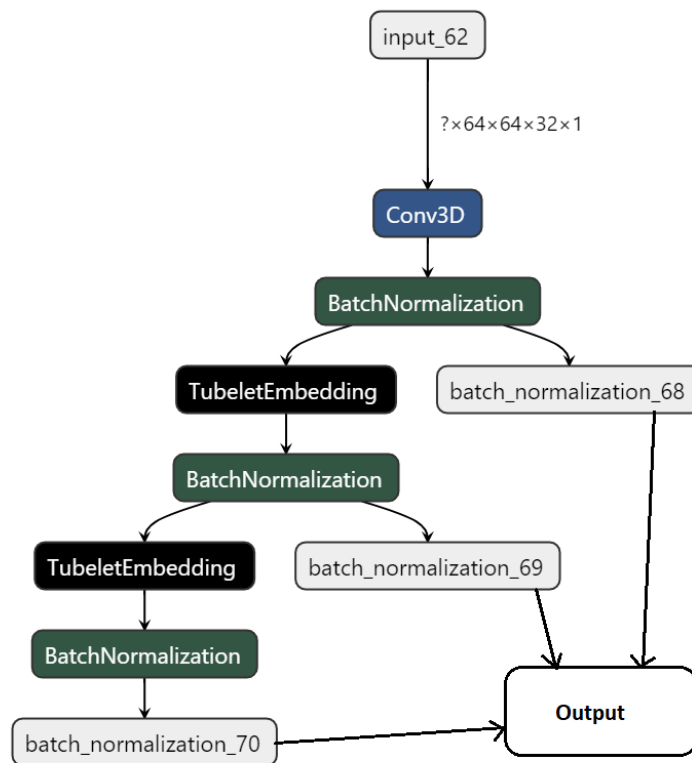 input_62
?×64×64×32×1
Conv3D
BatchNormalization
TubeletEmbedding
batch_normalization_68
BatchNormalization
TubeletEmbedding
batch_normalization_69
BatchNormalization
Output
batch_normalization_70